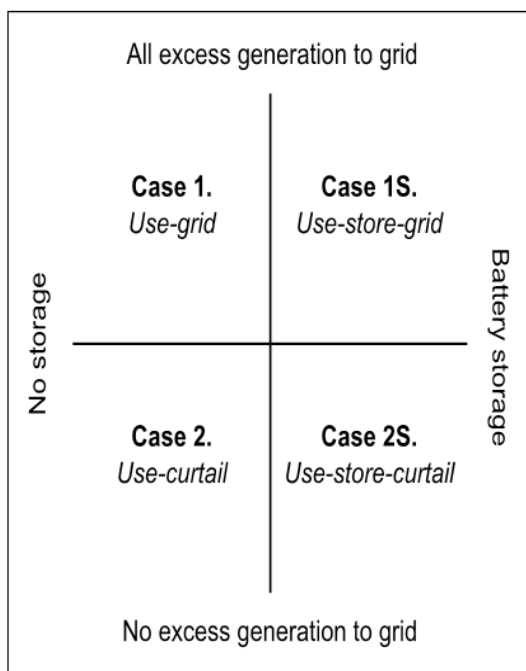 All excess generation to grid
Case 1.
Use-grid
Case 1S.
Use-store-grid
No storage
Battery storage
Case 2.
Use-curtail
Case 2S.
Use-store-curtail
No excess generation to grid